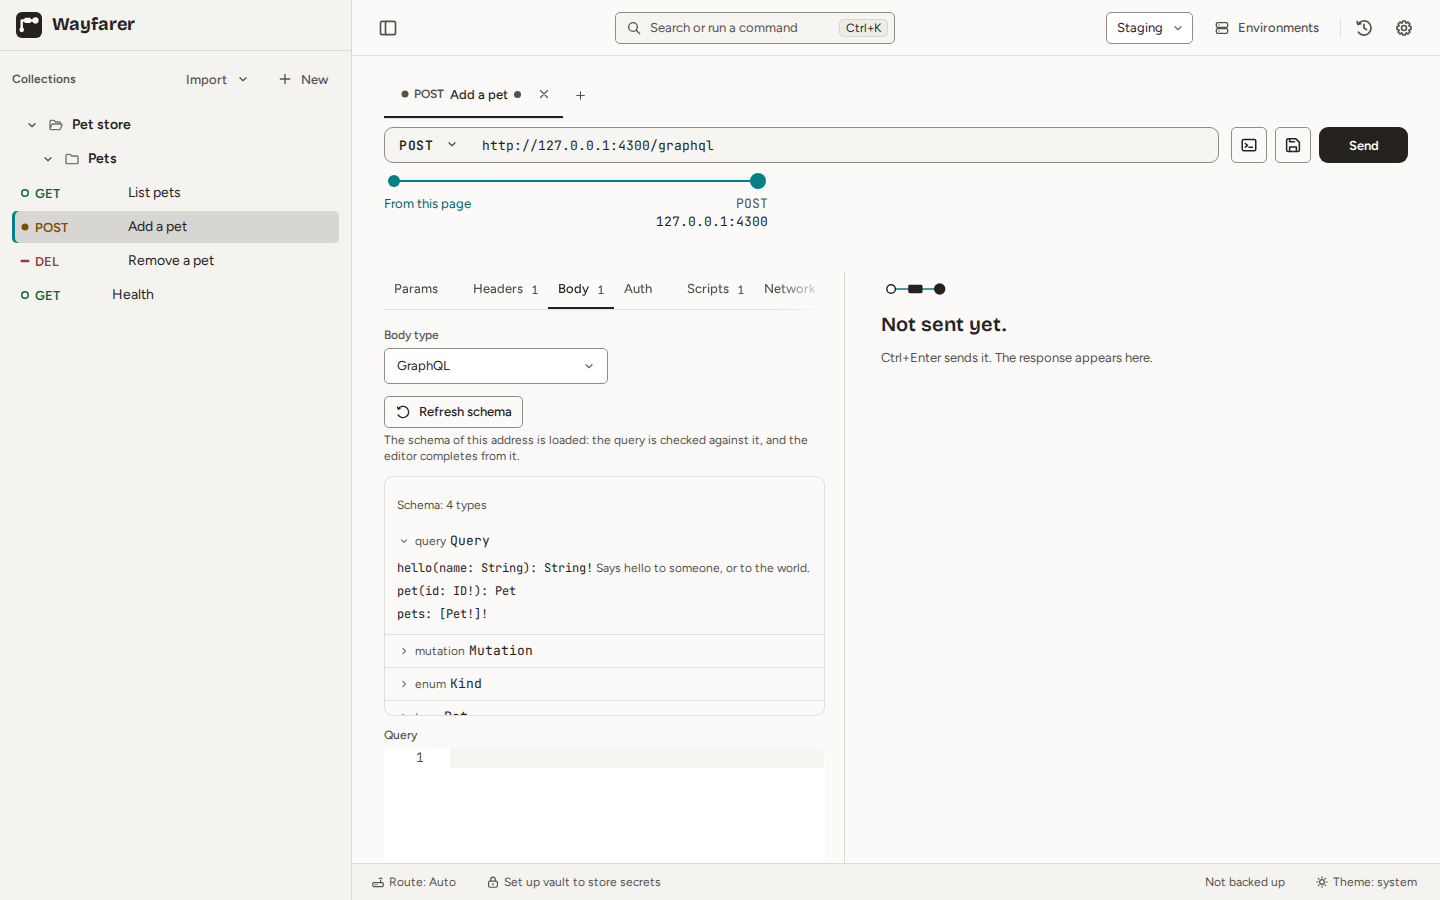 Wayfarer
Search or run a command
Ctrl+K
Staging
Environments
Collections
Import
New
Pet store
Pets
GET List pets
POST Add a pet
DEL Remove a pet
GET Health
POST Add a pet
POST http://127.0.0.1:4300/graphql
Send
From this page
POST
127.0.0.1:4300
Params Headers 1 Body 1 Auth Scripts 1 Network
Body type
GraphQL
Refresh schema
The schema of this address is loaded: the query is checked against it, and the
editor completes from it.
Schema: 4 types
query Query
hello(name: String): String! Says hello to someone, or to the world.
pet(id: ID!): Pet
pets: [Pet!]!
mutation Mutation
enum Kind
Query
1
Not sent yet.
Ctrl+Enter sends it. The response appears here.
Route: Auto
Set up vault to store secrets
Not backed up
Theme: system